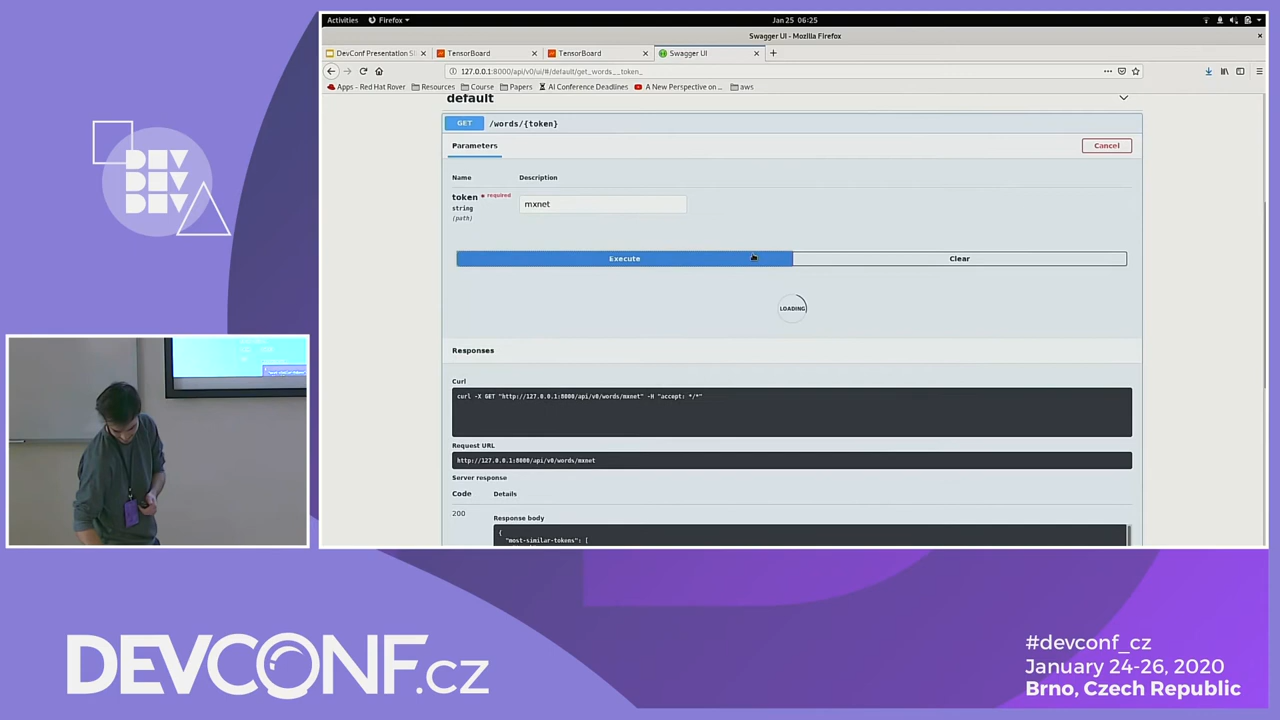 Activities Firefox Jan 25 06:25
Swagger UI - Mozilla Firefox
DevConf Presentation Sl TensorBoard TensorBoard Swagger UI
127.0.0.1:8000/api/v0/ui/#/default/get_words__token_
Apps - Red Hat Rover Resources Course Papers AI Conference Deadlines A New Perspective on ... aws
default
GET /words/{token}
Parameters Cancel
Name Description
token * required
string
(path)
mxnet
Execute Clear
LOADING
Responses
Curl
curl -X GET "http://127.0.0.1:8000/api/v0/words/mxnet" -H "accept: */*"
Request URL
http://127.0.0.1:8000/api/v0/words/mxnet
Server response
Code Details
200
Response body
{
"most-similar-tokens": [
DEV
DEV
DEV
DEVCONF.cz
#devconf_cz
January 24-26, 2020
Brno, Czech Republic